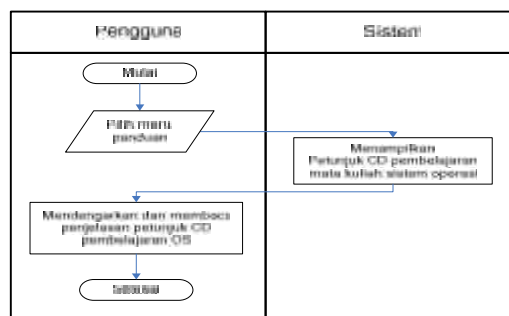 Pengguna
Sistem
Mulai
Pilih menu
panduan
Menampilkan
Petunjuk CD pembelajaran
mata kuliah sistem operasi
Mendengarkan dan membaca
penjelasan petunjuk CD
pembelajaran OS
Selesai